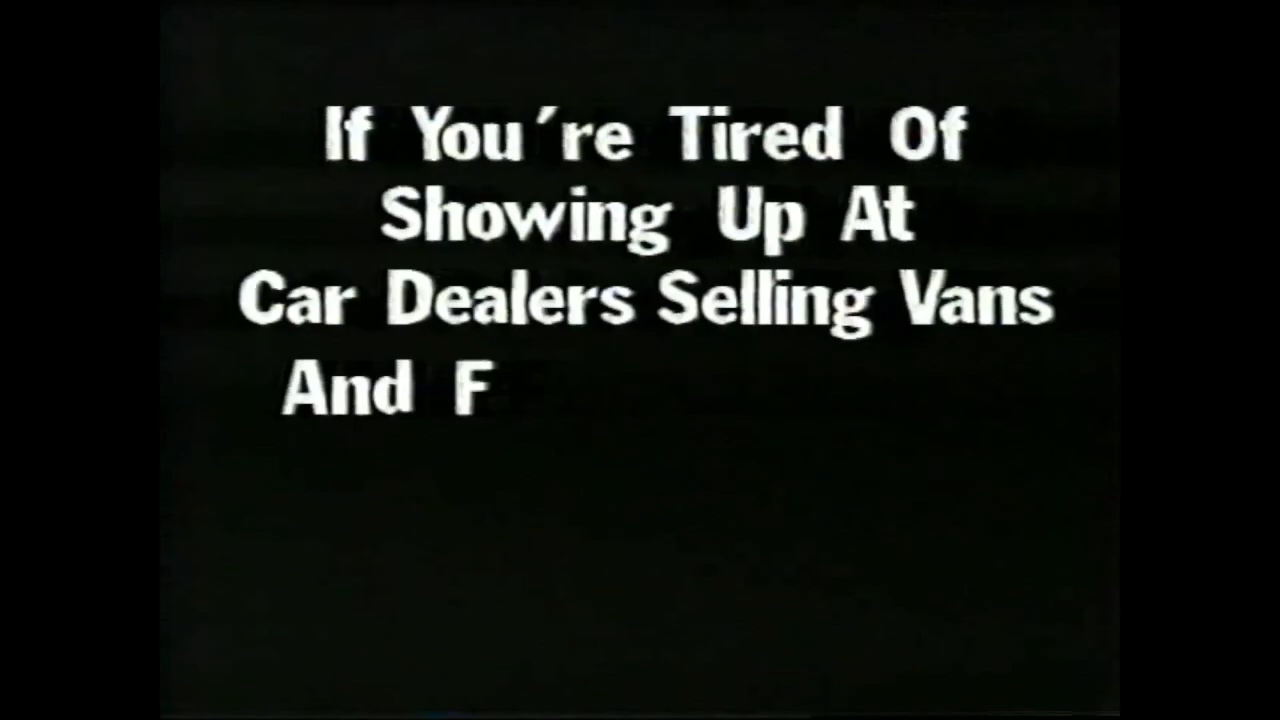 If You're Tired Of
Showing Up At
Car Dealers Selling Vans
And F